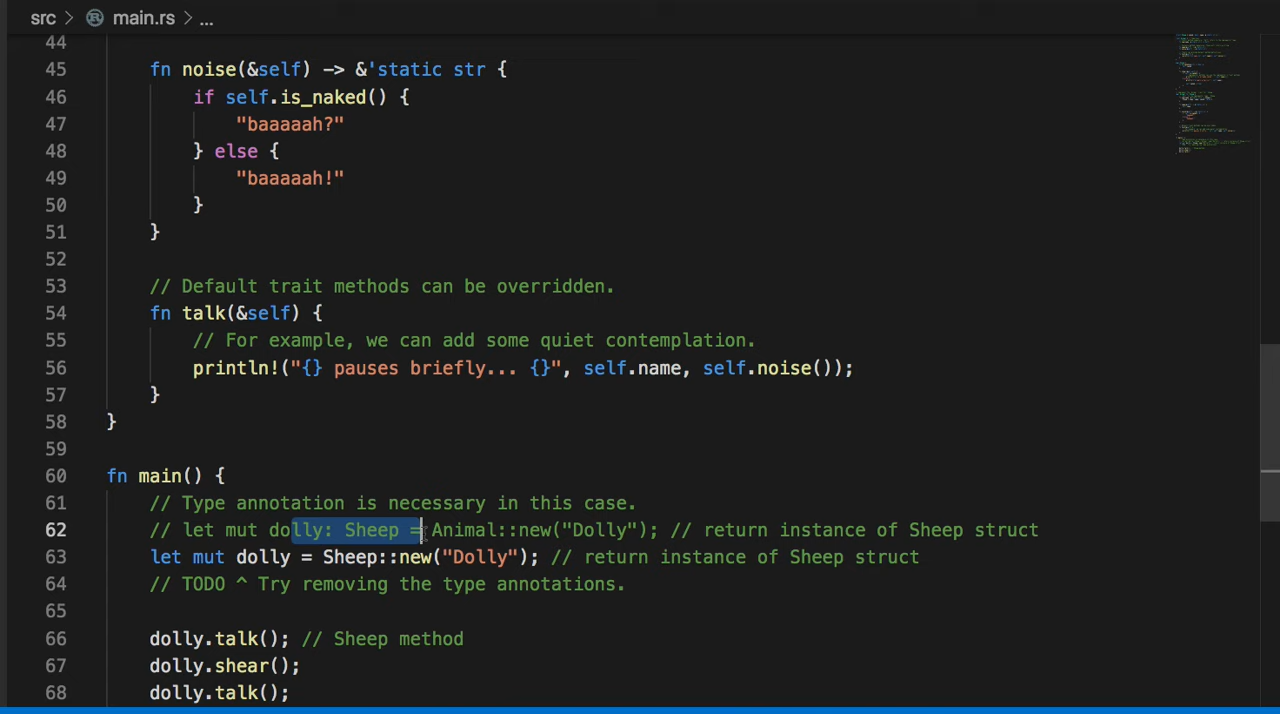 src > main.rs > ...
44
45 fn noise(&self) -> &'static str {
46 if self.is_naked() {
47 "baaaaah?"
48 } else {
49 "baaaaah!"
50 }
51 }
52
53 // Default trait methods can be overridden.
54 fn talk(&self) {
55 // For example, we can add some quiet contemplation.
56 println!("{} pauses briefly... {}", self.name, self.noise());
57 }
58 }
59
60 fn main() {
61 // Type annotation is necessary in this case.
62 // let mut dolly: Sheep = Animal::new("Dolly"); // return instance of Sheep struct
63 let mut dolly = Sheep::new("Dolly"); // return instance of Sheep struct
64 // TODO ^ Try removing the type annotations.
65
66 dolly.talk(); // Sheep method
67 dolly.shear();
68 dolly.talk();